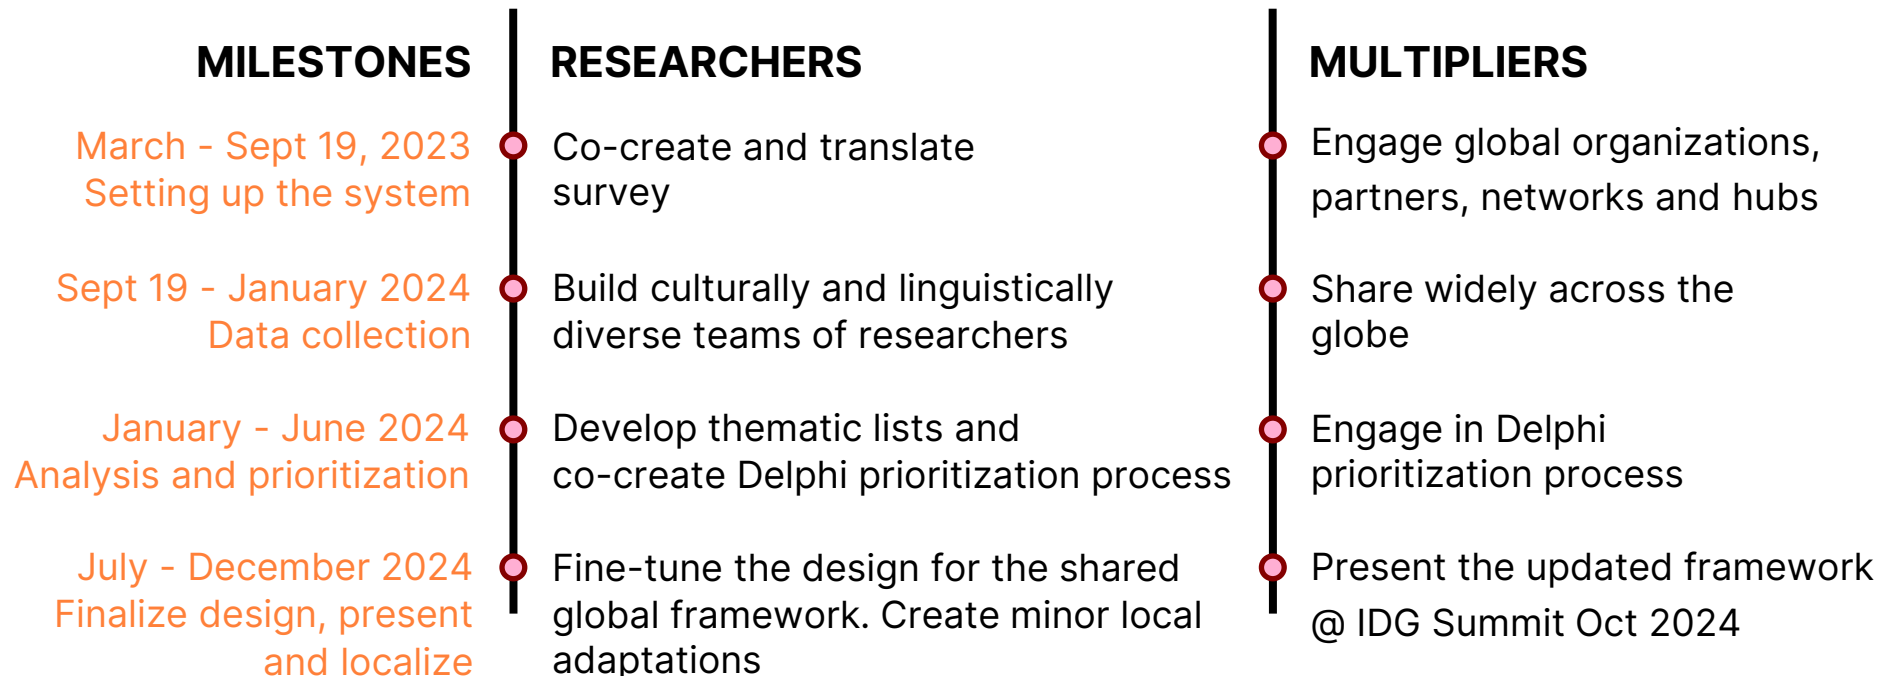 MILESTONES
RESEARCHERS
MULTIPLIERS
March - Sept 19, 2023
Setting up the system
Co-create and translate
survey
Engage global organizations,
partners, networks and hubs
Sept 19 - January 2024
Data collection
Build culturally and linguistically
diverse teams of researchers
Share widely across the
globe
January - June 2024
Analysis and prioritization
Develop thematic lists and
co-create Delphi prioritization process
Engage in Delphi
prioritization process
July - December 2024
Finalize design, present
and localize
Fine-tune the design for the shared
global framework. Create minor local
adaptations
Present the updated framework
@ IDG Summit Oct 2024